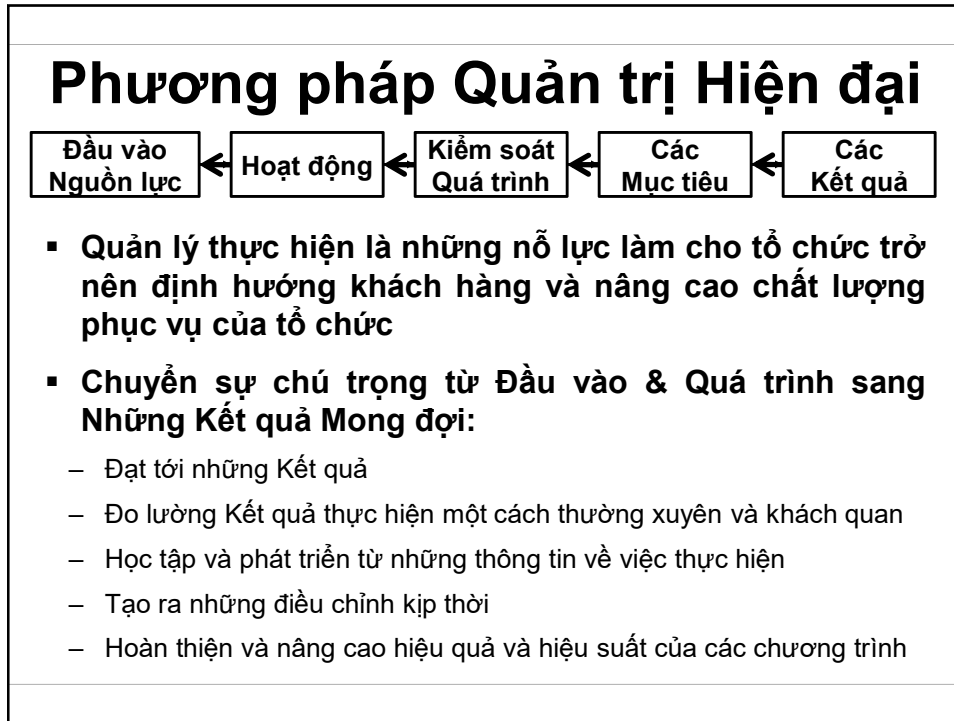 Phương pháp Quản trị Hiện đại
Đầu vào
Nguồn lực
Hoạt động
Kiểm soát
Quá trình
Các
Mục tiêu
Các
Kết quả
▪ Quản lý thực hiện là những nỗ lực làm cho tổ chức trở
nên định hướng khách hàng và nâng cao chất lượng
phục vụ của tổ chức
▪ Chuyển sự chú trọng từ Đầu vào & Quá trình sang
Những Kết quả Mong đợi:
– Đạt tới những Kết quả
– Đo lường Kết quả thực hiện một cách thường xuyên và khách quan
– Học tập và phát triển từ những thông tin về việc thực hiện
– Tạo ra những điều chỉnh kịp thời
– Hoàn thiện và nâng cao hiệu quả và hiệu suất của các chương trình